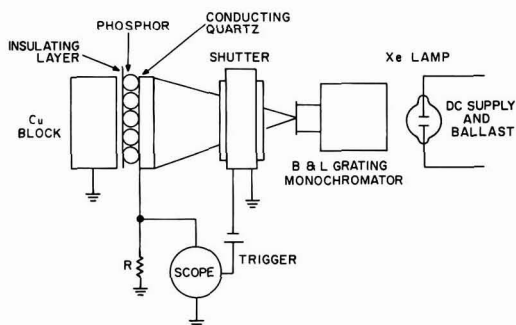 INSULATING
LAYER
PHOSPHOR
CONDUCTING
QUARTZ
SHUTTER
Xe LAMP
Cu
BLOCK
DC SUPPLY
AND
BALLAST
B & L GRATING
MONOCHROMATOR
R
SCOPE
TRIGGER